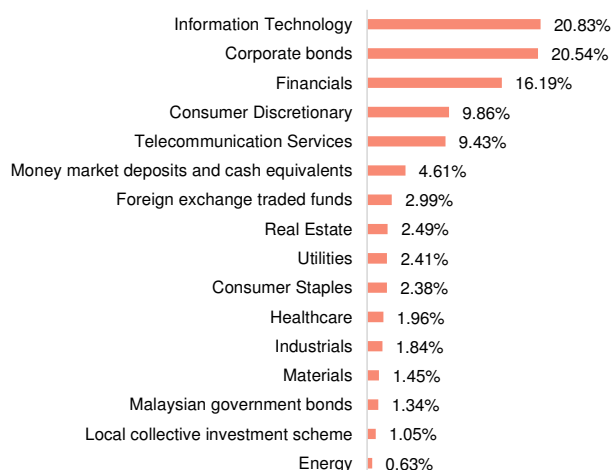 Information Technology 20.83%
Corporate bonds 20.54%
Financials 16.19%
Consumer Discretionary 9.86%
Telecommunication Services 9.43%
Money market deposits and cash equivalents 4.61%
Foreign exchange traded funds 2.99%
Real Estate 2.49%
Utilities 2.41%
Consumer Staples 2.38%
Healthcare 1.96%
Industrials 1.84%
Materials 1.45%
Malaysian government bonds 1.34%
Local collective investment scheme 1.05%
Energy 0.63%